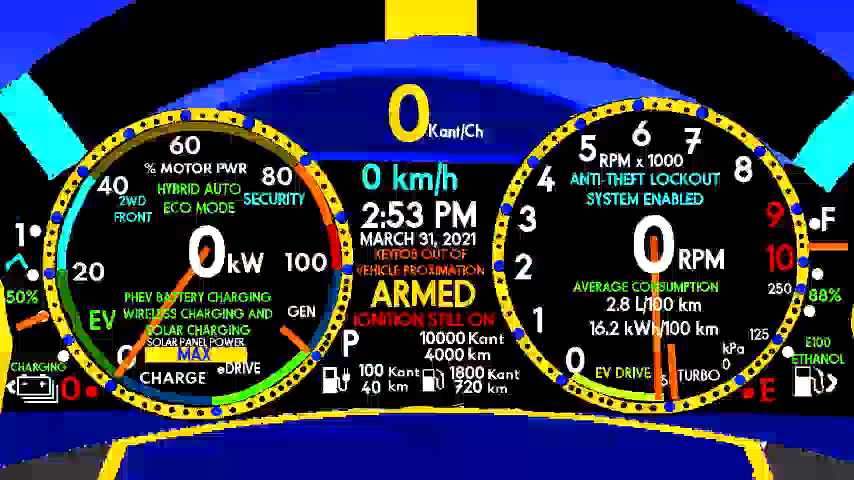 0 Kant/Ch
0 km/h
2:53 PM
MARCH 31, 2021
KEYFOB OUT OF
VEHICLE PROXIMATION
ARMED
IGNITION STILL ON
P
10000 Kant
4000 km
100 Kant
40 km
1800 Kant
720 km
60
% MOTOR PWR
40
80
HYBRID AUTO
ECO MODE
2WD
FRONT
SECURITY
0 kW
20
100
PHEV BATTERY CHARGING
WIRELESS CHARGING AND
SOLAR CHARGING
SOLAR PANEL POWER
MAX
EV
GEN
0
CHARGE
eDRIVE
1
50%
CHARGING
0
5
6
7
RPM x 1000
4
8
ANTI-THEFT LOCKOUT
SYSTEM ENABLED
3
9
0 RPM
2
10
AVERAGE CONSUMPTION
2.8 L/100 km
16.2 kWh/100 km
1
0
EV DRIVE
TURBO
250
125
kPa
0
F
88%
E100
ETHANOL
E